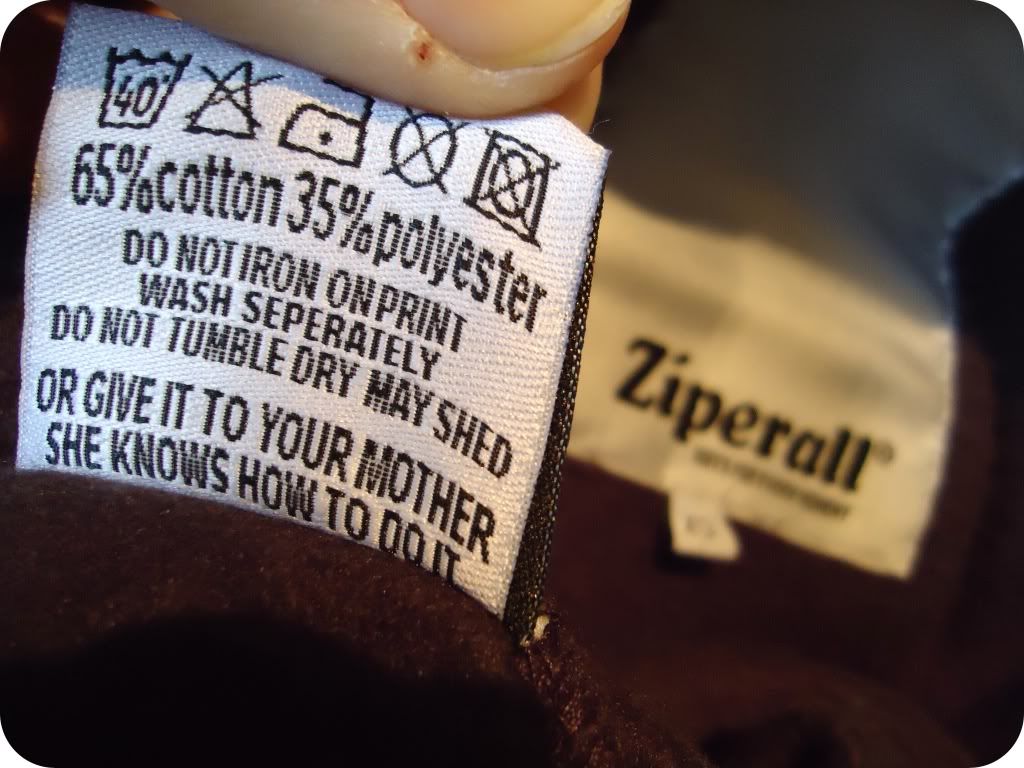 40°
65%cotton 35%polyester
DO NOT IRON ON PRINT
WASH SEPERATELY
DO NOT TUMBLE DRY MAY SHED
OR GIVE IT TO YOUR MOTHER
SHE KNOWS HOW TO DO IT
Ziperall®
XS